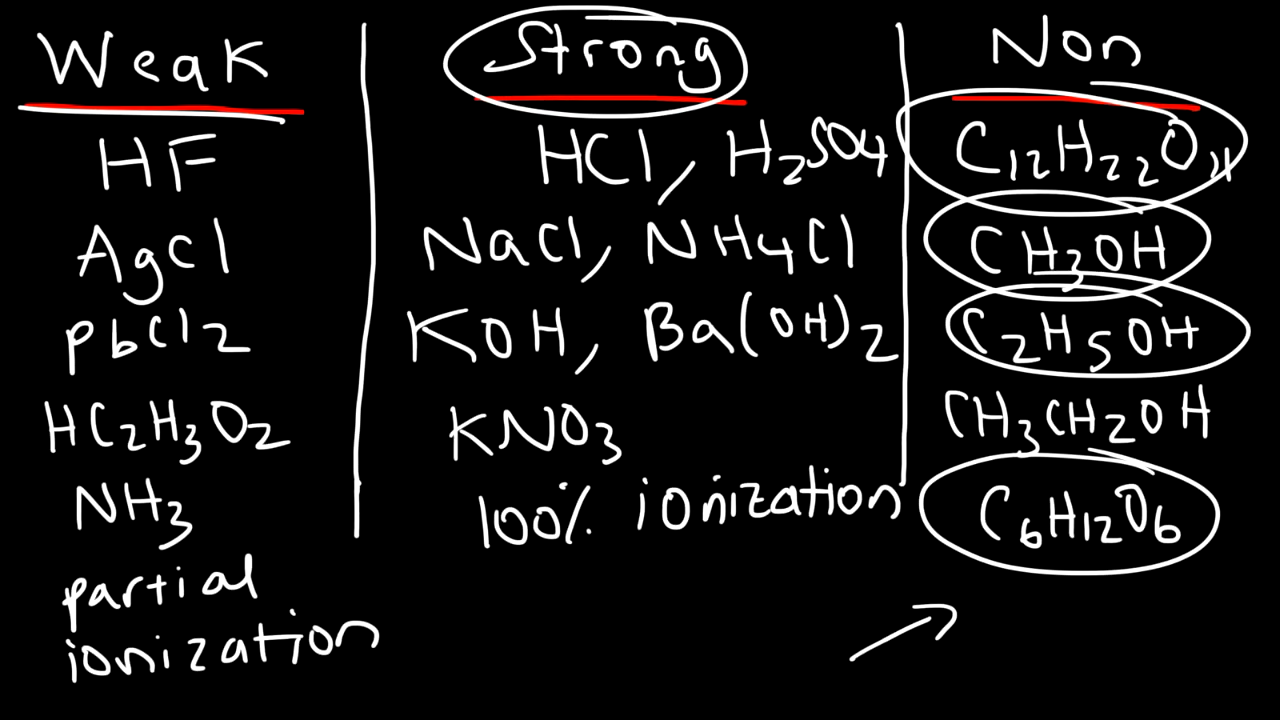 Weak
HF
AgCl
PbCl2
HC2H3O2
NH3
partial
ionization
Strong
HCl, H2SO4
NaCl, NH4Cl
KOH, Ba(OH)2
KNO3
100% ionization
Non
C12H22O11
CH3OH
C2H5OH
CH3CH2OH
C6H12O6